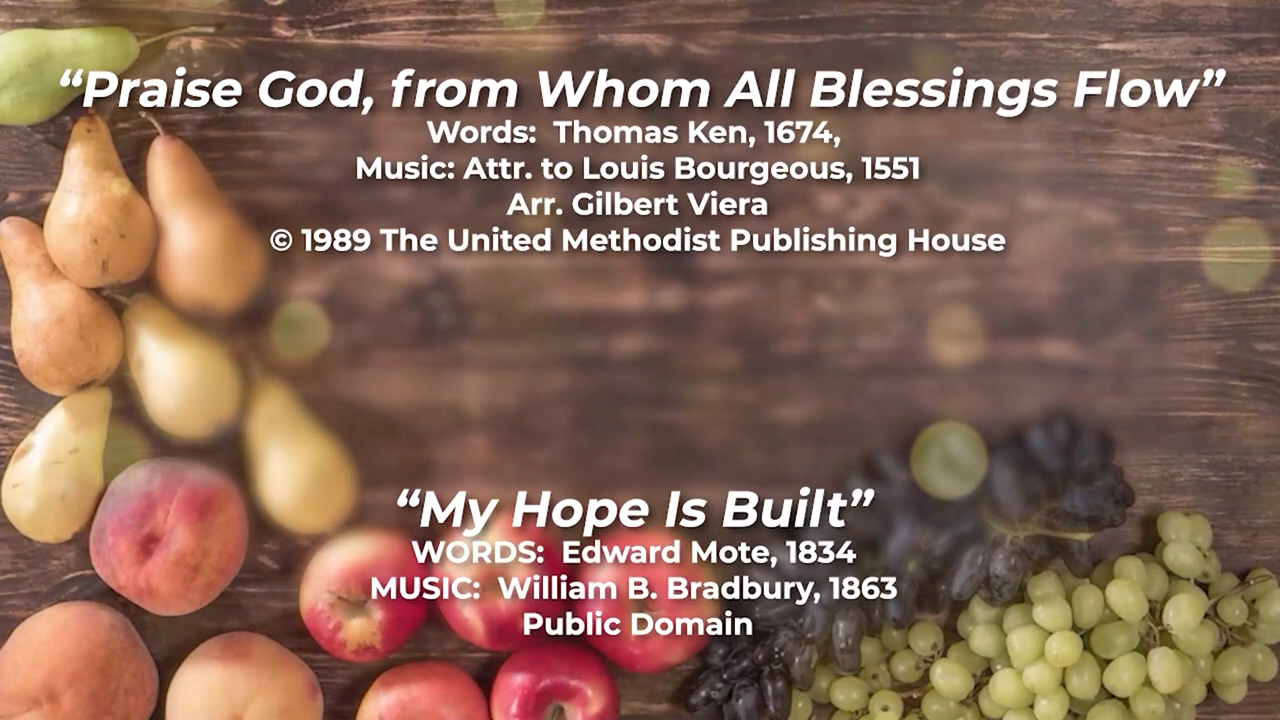 “Praise God, from Whom All Blessings Flow”
Words: Thomas Ken, 1674,
Music: Attr. to Louis Bourgeous, 1551
Arr. Gilbert Viera
© 1989 The United Methodist Publishing House
“My Hope Is Built”
WORDS: Edward Mote, 1834
MUSIC: William B. Bradbury, 1863
Public Domain